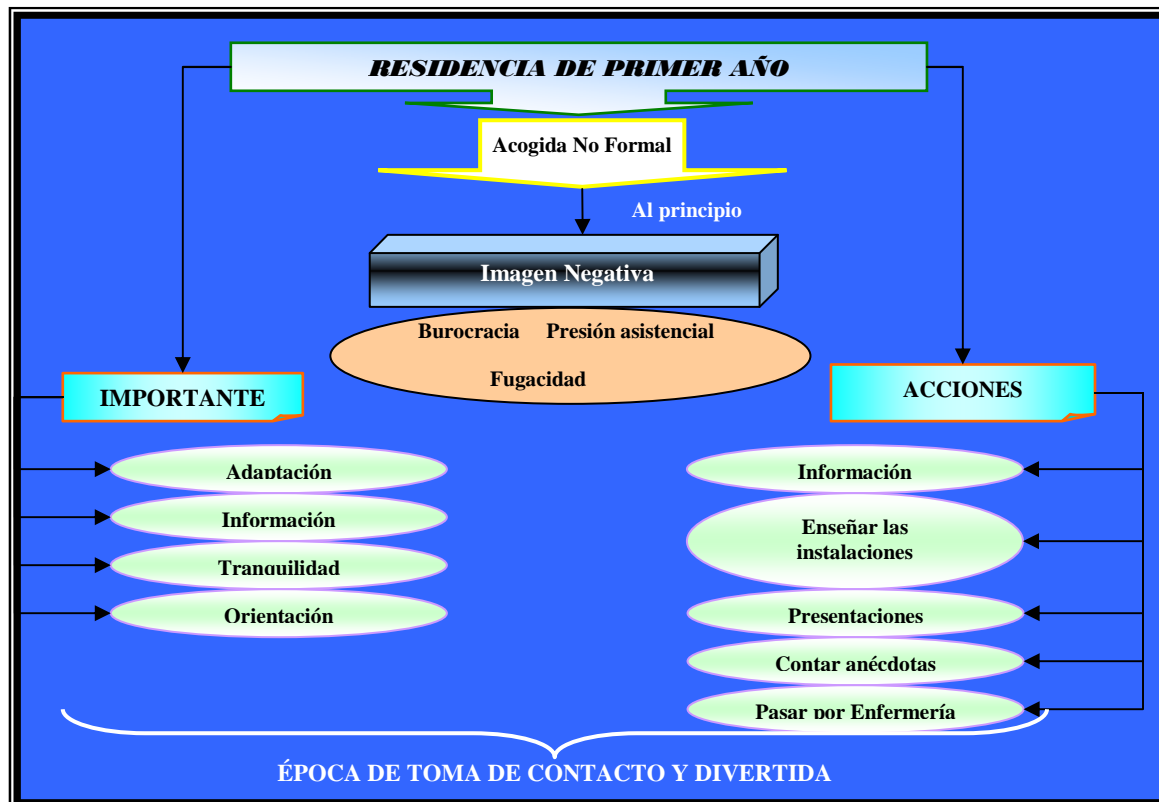 RESIDENCIA DE PRIMER AÑO
Acogida No Formal
Al principio
Imagen Negativa
Burocracia Presión asistencial
Fugacidad
IMPORTANTE
Adaptación
Información
Tranquilidad
Orientación
ACCIONES
Información
Enseñar las
instalaciones
Presentaciones
Contar anécdotas
Pasar por Enfermería
ÉPOCA DE TOMA DE CONTACTO Y DIVERTIDA